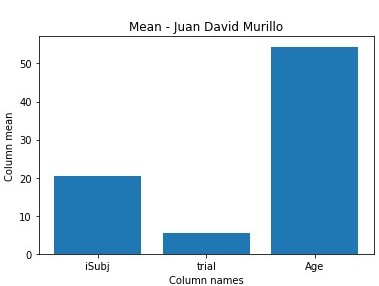 Mean - Juan David Murillo
Column mean
50
40
30
20
10
0
iSubj
trial
Age
Column names